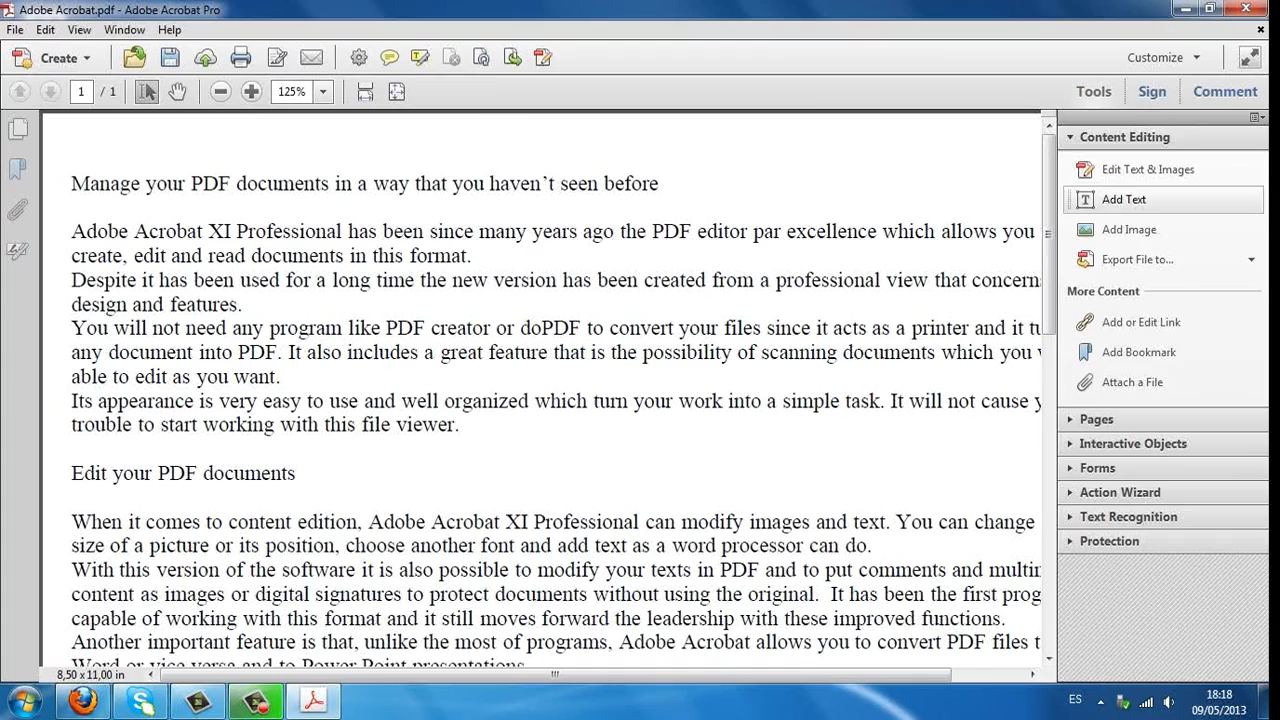 Adobe Acrobat.pdf - Adobe Acrobat Pro
File Edit View Window Help
Create Customize
1 / 1 125% Tools Sign Comment
Content Editing
Edit Text & Images
Add Text
Add Image
Export File to...
More Content
Add or Edit Link
Add Bookmark
Attach a File
Pages
Interactive Objects
Forms
Action Wizard
Text Recognition
Protection
Manage your PDF documents in a way that you haven’t seen before
Adobe Acrobat XI Professional has been since many years ago the PDF editor par excellence which allows you
create, edit and read documents in this format.
Despite it has been used for a long time the new version has been created from a professional view that concern
design and features.
You will not need any program like PDF creator or doPDF to convert your files since it acts as a printer and it
any document into PDF. It also includes a great feature that is the possibility of scanning documents which you
able to edit as you want.
Its appearance is very easy to use and well organized which turn your work into a simple task. It will not cause
trouble to start working with this file viewer.
Edit your PDF documents
When it comes to content edition, Adobe Acrobat XI Professional can modify images and text. You can change
size of a picture or its position, choose another font and add text as a word processor can do.
With this version of the software it is also possible to modify your texts in PDF and to put comments and
content as images or digital signatures to protect documents without using the original. It has been the first prog
capable of working with this format and it still moves forward the leadership with these improved functions.
Another important feature is that, unlike the most of programs, Adobe Acrobat allows you to convert PDF files
Word or vice versa and to Power Point presentations
8,50 x 11,00 in
ES 18:18
09/05/2013